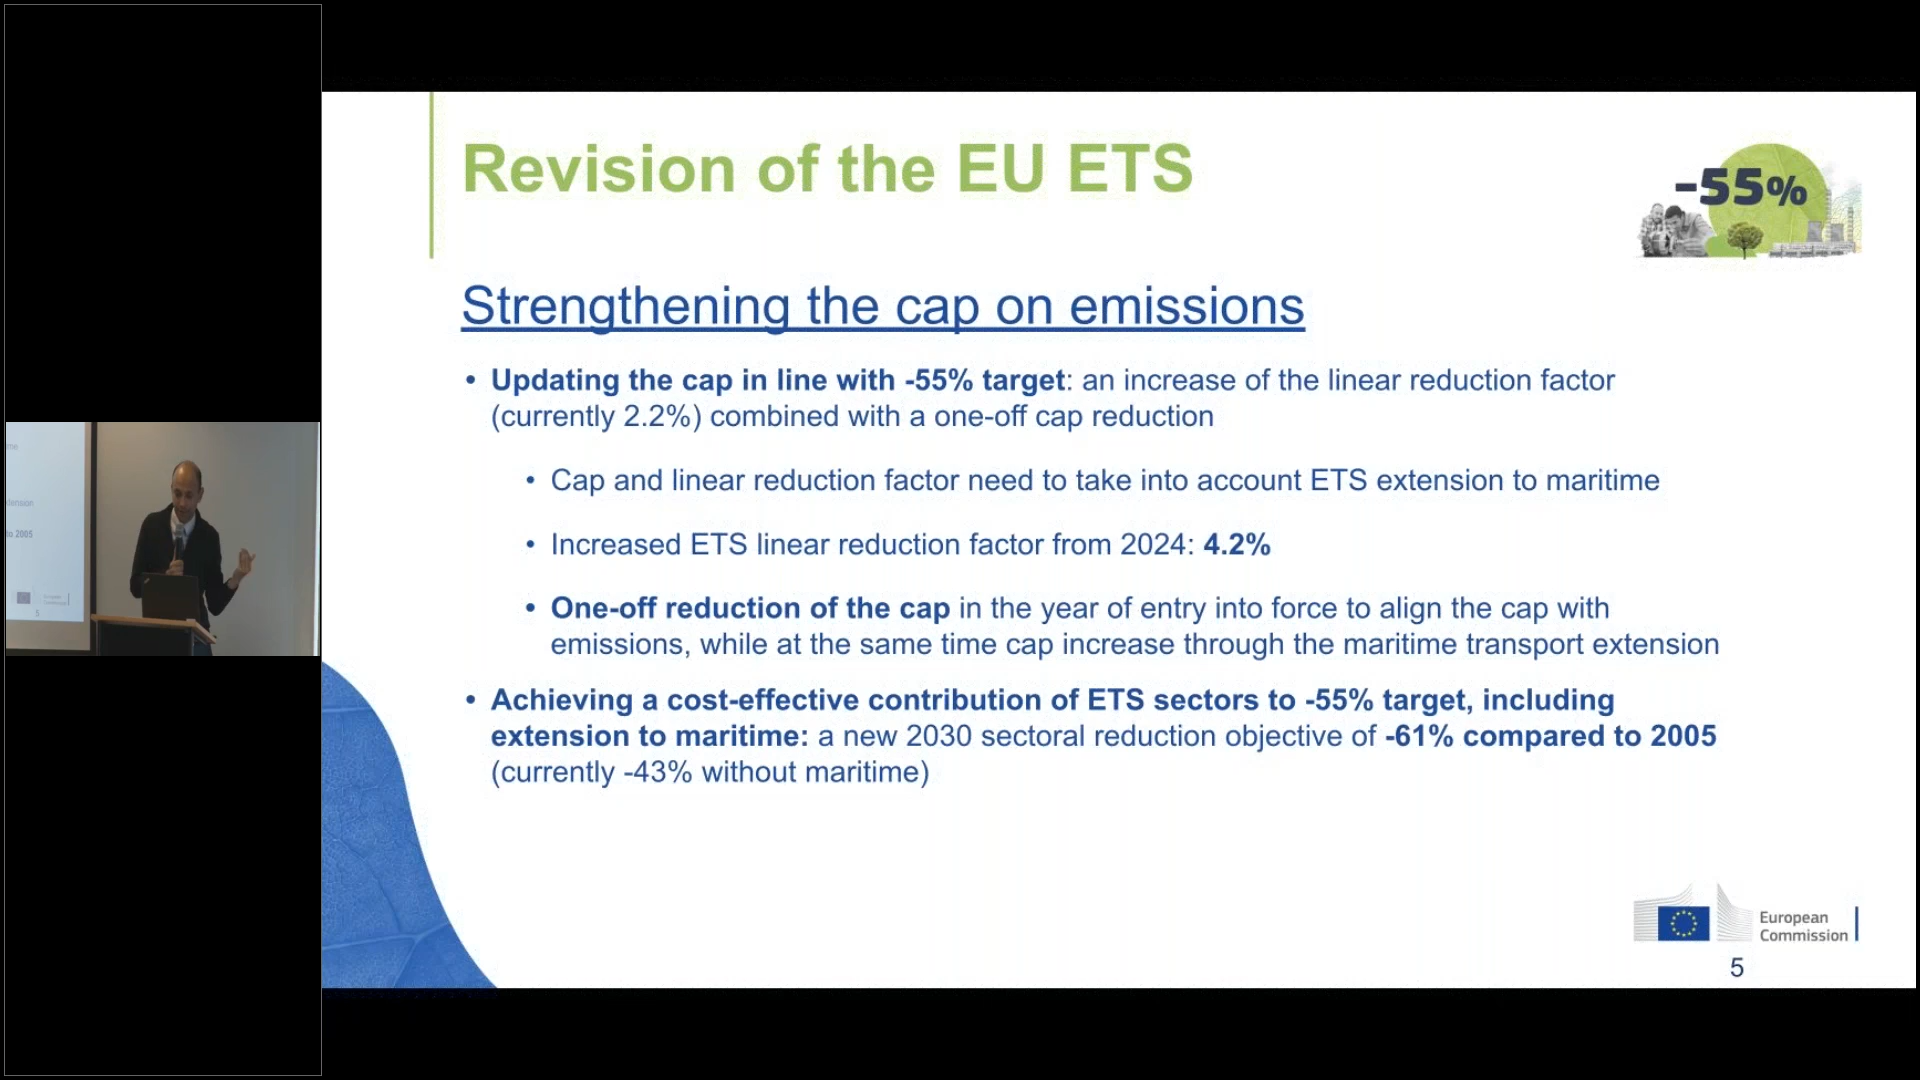 Revision of the EU ETS
-55%
Strengthening the cap on emissions
• Updating the cap in line with -55% target: an increase of the linear reduction factor
(currently 2.2%) combined with a one-off cap reduction
• Cap and linear reduction factor need to take into account ETS extension to maritime
• Increased ETS linear reduction factor from 2024: 4.2%
• One-off reduction of the cap in the year of entry into force to align the cap with
emissions, while at the same time cap increase through the maritime transport extension
• Achieving a cost-effective contribution of ETS sectors to -55% target, including
extension to maritime: a new 2030 sectoral reduction objective of -61% compared to 2005
(currently -43% without maritime)
European
Commission
5
to 2005
5